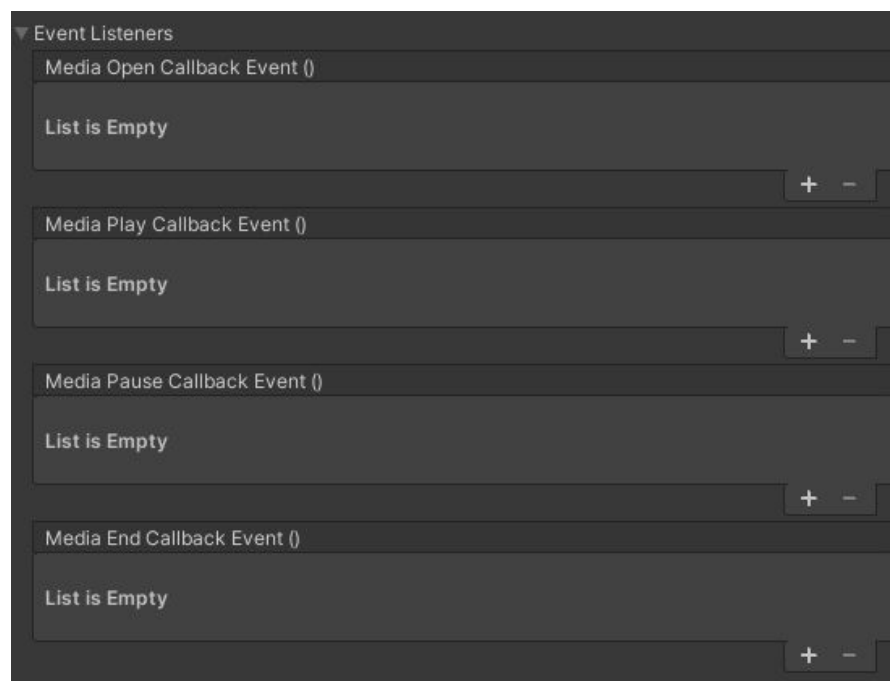 Event Listeners
Media Open Callback Event ()
List is Empty
+ −
Media Play Callback Event ()
List is Empty
+ −
Media Pause Callback Event ()
List is Empty
+ −
Media End Callback Event ()
List is Empty
+ −